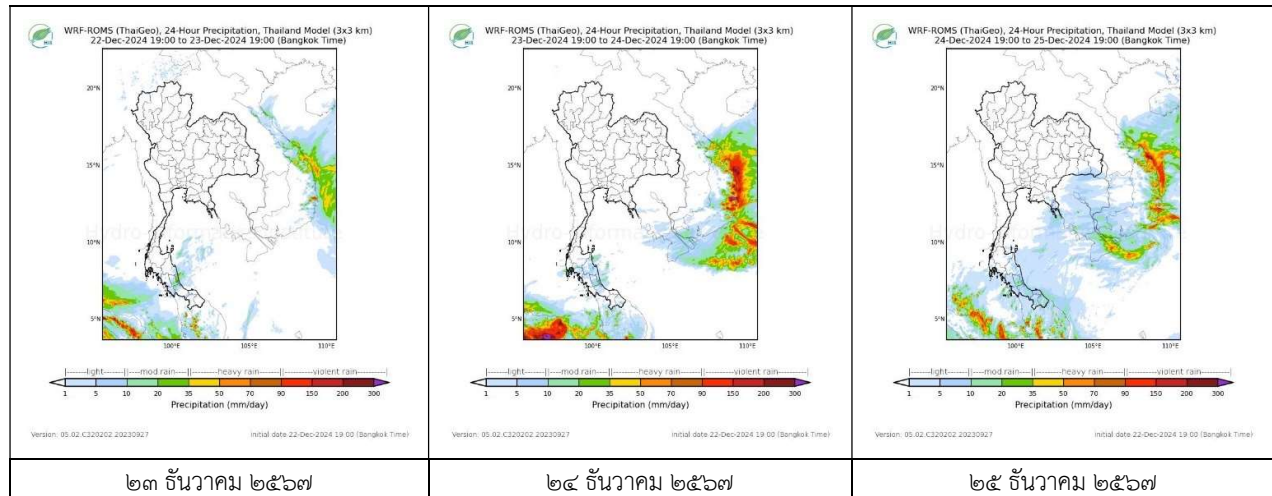 WRF-ROMS (ThaiGeo), 24-Hour Precipitation, Thailand Model (3x3 km)
22-Dec-2024 19:00 to 23-Dec-2024 19:00 (Bangkok Time)
20°N
15°N
10°N
5°N
100°E
105°E
110°E
|--------light--------||----mod rain----||--------heavy rain--------||--------violent rain--------|
1 5 10 20 35 50 70 90 150 200 300
Precipitation (mm/day)
Version: 05.02.C320202.20230927 initial date 22-Dec-2024 19:00 (Bangkok Time)
๒๓ ธันวาคม ๒๕๖๗
WRF-ROMS (ThaiGeo), 24-Hour Precipitation, Thailand Model (3x3 km)
23-Dec-2024 19:00 to 24-Dec-2024 19:00 (Bangkok Time)
20°N
15°N
10°N
5°N
100°E
105°E
110°E
|--------light--------||----mod rain----||--------heavy rain--------||--------violent rain--------|
1 5 10 20 35 50 70 90 150 200 300
Precipitation (mm/day)
Version: 05.02.C320202.20230927 initial date 22-Dec-2024 19:00 (Bangkok Time)
๒๔ ธันวาคม ๒๕๖๗
WRF-ROMS (ThaiGeo), 24-Hour Precipitation, Thailand Model (3x3 km)
24-Dec-2024 19:00 to 25-Dec-2024 19:00 (Bangkok Time)
20°N
15°N
10°N
5°N
100°E
105°E
110°E
|--------light--------||----mod rain----||--------heavy rain--------||--------violent rain--------|
1 5 10 20 35 50 70 90 150 200 300
Precipitation (mm/day)
Version: 05.02.C320202.20230927 initial date 22-Dec-2024 19:00 (Bangkok Time)
๒๕ ธันวาคม ๒๕๖๗